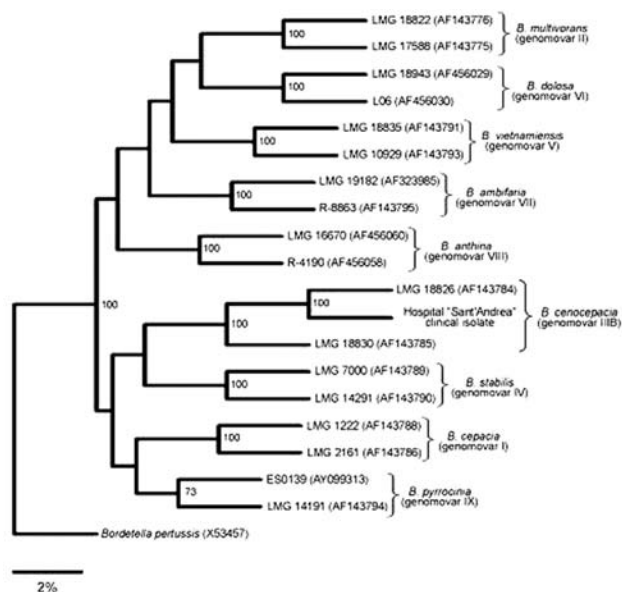 LMG 18822 (AF143776)
100
LMG 17588 (AF143775)
B. multivorans
(genomovar II)
LMG 18943 (AF456029)
100
L06 (AF456030)
B. dolosa
(genomovar VI)
LMG 18835 (AF143791)
100
LMG 10929 (AF143793)
B. vietnamiensis
(genomovar V)
LMG 19182 (AF323985)
100
R-8863 (AF143795)
B. ambifaria
(genomovar VII)
LMG 16670 (AF456060)
100
R-4190 (AF456058)
B. anthina
(genomovar VIII)
100
LMG 18826 (AF143784)
100
Hospital "Sant'Andrea"
clinical isolate
100
LMG 18830 (AF143785)
B cenocepacia
(genomovar IIIB)
LMG 7000 (AF143789)
100
LMG 14291 (AF143790)
B. stabilis
(genomovar IV)
LMG 1222 (AF143788)
100
LMG 2161 (AF143786)
B. cepacia
(genomovar I)
ES0139 (AY099313)
73
LMG 14191 (AF143794)
B. pyrrocinia
(genomovar IX)
Bordetella pertussis (X53457)
2%